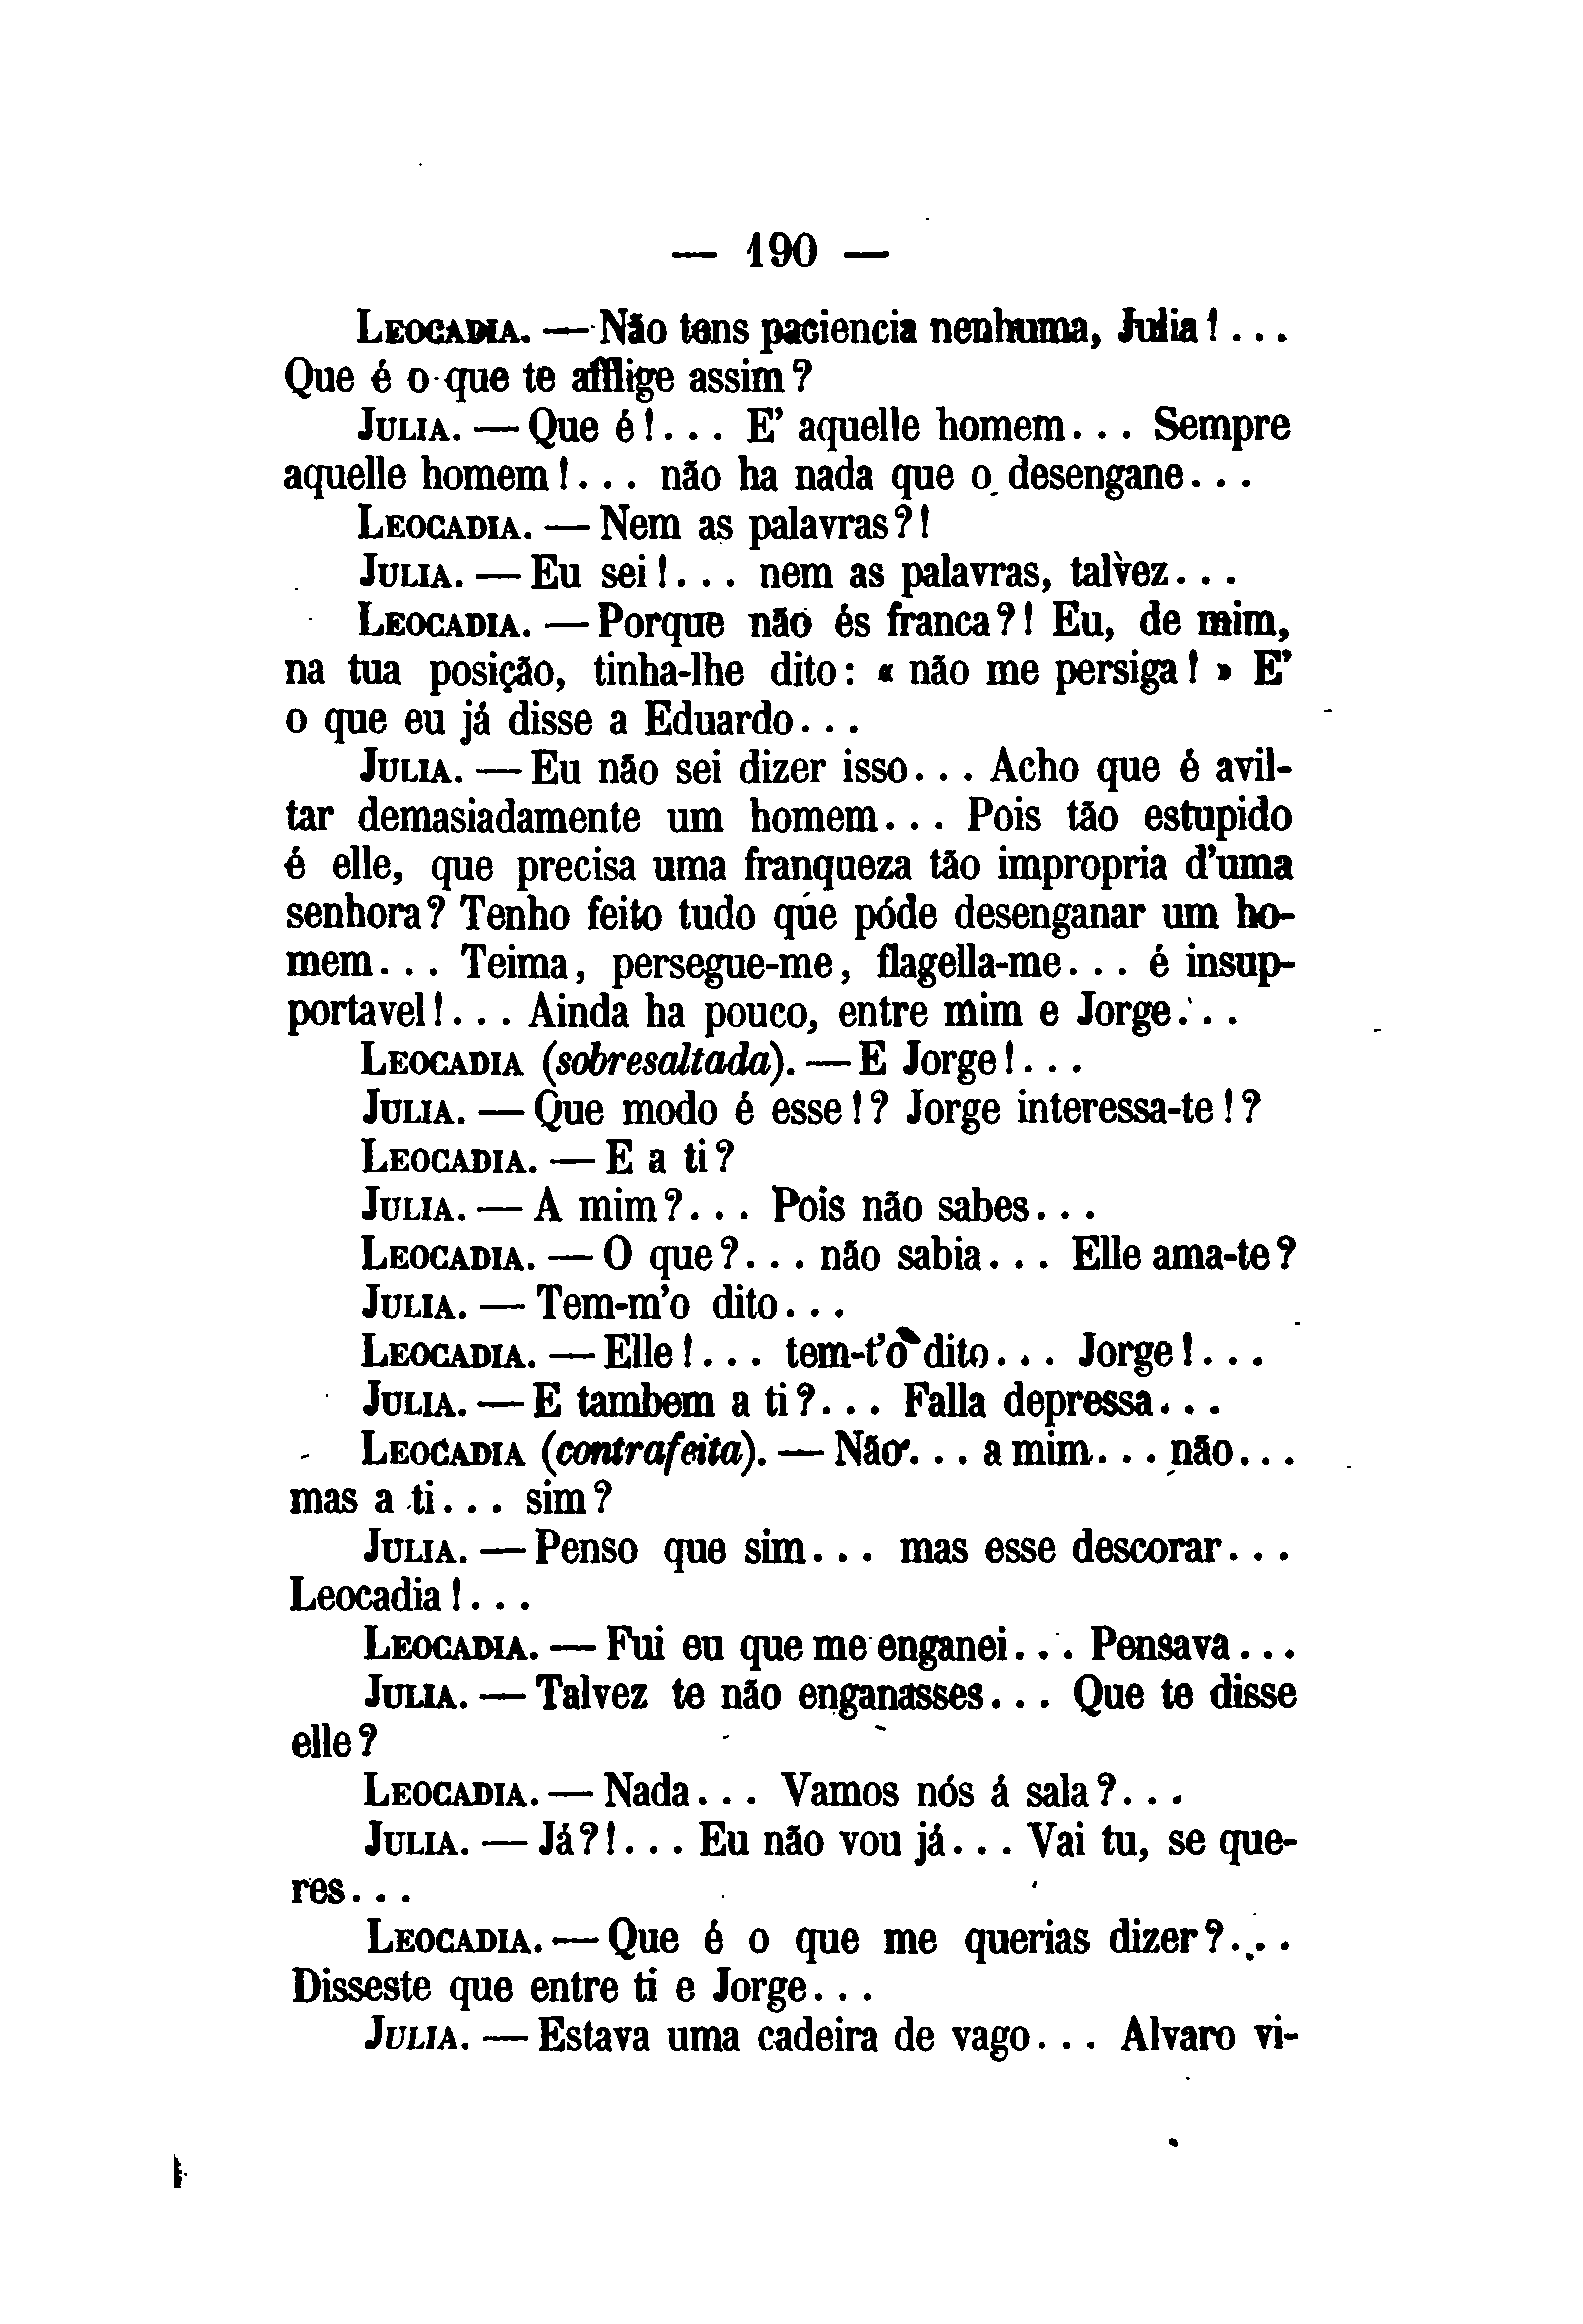 — 190 —
LEOCADIA. — Não tens paciencia nenhuma, Julia!...
Que é o que te afflige assim?
JULIA. — Que é!... E' aquelle homem... Sempre
aquelle homem!... não ha nada que o desengane...
LEOCADIA. — Nem as palavras?!
JULIA. — Eu sei!... nem as palavras, talvez...
LEOCADIA. — Porque não és franca?! Eu, de mim,
na tua posição, tinha-lhe dito: « não me persiga! » E'
o que eu já disse a Eduardo...
JULIA. — Eu não sei dizer isso... Acho que é avil-
tar demasiadamente um homem... Pois tão estupido
é elle, que precisa uma franqueza tão impropria d'uma
senhora? Tenho feito tudo que póde desenganar um ho-
mem... Teima, persegue-me, flagella-me... é insup-
portavel!... Ainda ha pouco, entre mim e Jorge...
LEOCADIA (sobresaltada). — E Jorge!...
JULIA. — Que modo é esse!? Jorge interessa-te!?
LEOCADIA. — E a ti?
JULIA. — A mim?... Pois não sabes...
LEOCADIA. — O que?... não sabia... Elle ama-te?
JULIA. — Tem-m'o dito...
LEOCADIA. — Elle!... tem-t'o dito... Jorge!...
JULIA. — E tambem a ti?... Falla depressa...
LEOCADIA (contrafeita). — Não... a mim... não...
mas a ti... sim?
JULIA. — Penso que sim... mas esse descorar...
Leocadia!...
LEOCADIA. — Fui eu que me enganei... Pensava...
JULIA. — Talvez te não enganasses... Que te disse
elle?
LEOCADIA. — Nada... Vamos nós á sala?...
JULIA. — Já?!... Eu não vou já... Vai tu, se que-
res...
LEOCADIA. — Que é o que me querias dizer?...
Disseste que entre ti e Jorge...
JULIA. — Estava uma cadeira de vago... Alvaro vi-